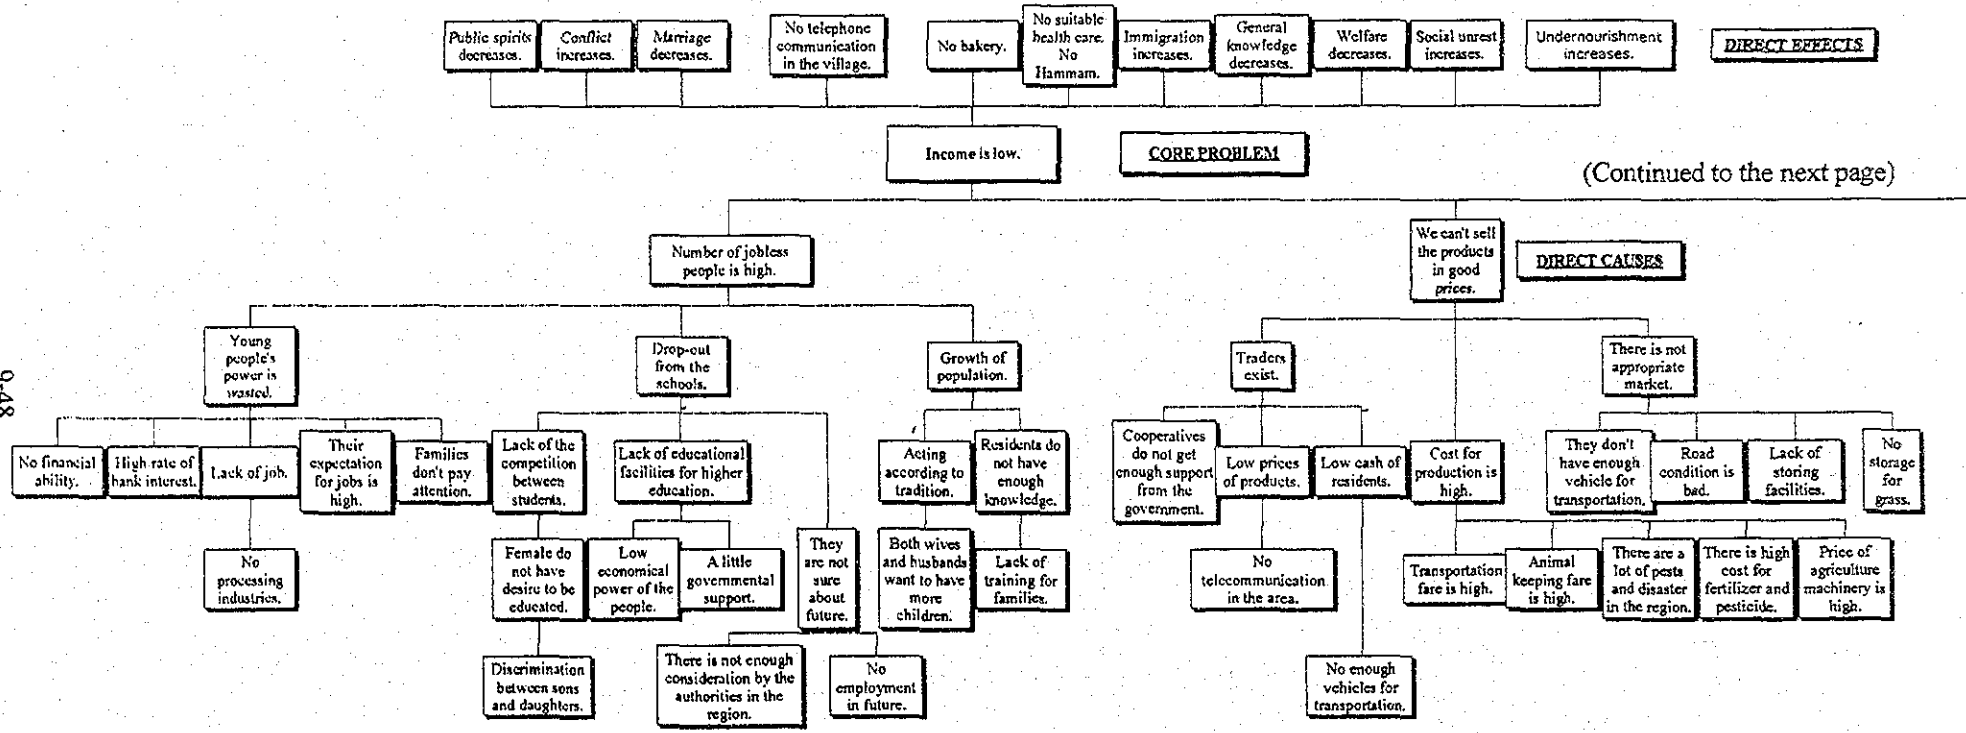 Public spirits
decreases.
Conflict
increases.
Marriage
decreases.
No telephone
communication
in the village.
No bakery.
No suitable
health care.
No
Hammam.
Immigration
increases.
General
knowledge
decreases.
Welfare
decreases.
Social unrest
increases.
Undernourishment
increases.
DIRECT EFFECTS
Income is low.
CORE PROBLEM
(Continued to the next page)
Number of jobless
people is high.
We can't sell
the products
in good
prices.
DIRECT CAUSES
Young
people's
power is
wasted.
Drop-out
from the
schools.
Growth of
population.
Traders
exist.
There is not
appropriate
market.
9-48
No financial
ability.
High rate of
bank interest.
Lack of job.
Their
expectation
for jobs is
high.
Families
don't pay
attention.
Lack of the
competition
between
students.
Lack of educational
facilities for higher
education.
Acting
according to
tradition.
Residents do
not have
enough
knowledge.
Cooperatives
do not get
enough support
from the
government.
Low prices
of products.
Low cash of
residents.
Cost for
production is
high.
They don't
have enough
vehicle for
transportation.
Road
condition is
bad.
Lack of
storing
facilities.
No
storage
for
grass.
No
processing
industries.
Female do
not have
desire to be
educated.
Low
economical
power of the
people.
A little
governmental
support.
They
are not
sure
about
future.
Both wives
and husbands
want to have
more
children.
Lack of
training for
families.
No
telecommunication
in the area.
Transportation
fare is high.
Animal
keeping fare
is high.
There are a
lot of pests
and disaster
in the region.
There is high
cost for
fertilizer and
pesticide.
Price of
agriculture
machinery is
high.
Discrimination
between sons
and daughters.
There is not enough
consideration by the
authorities in the
region.
No
employment
in future.
No enough
vehicles for
transportation.